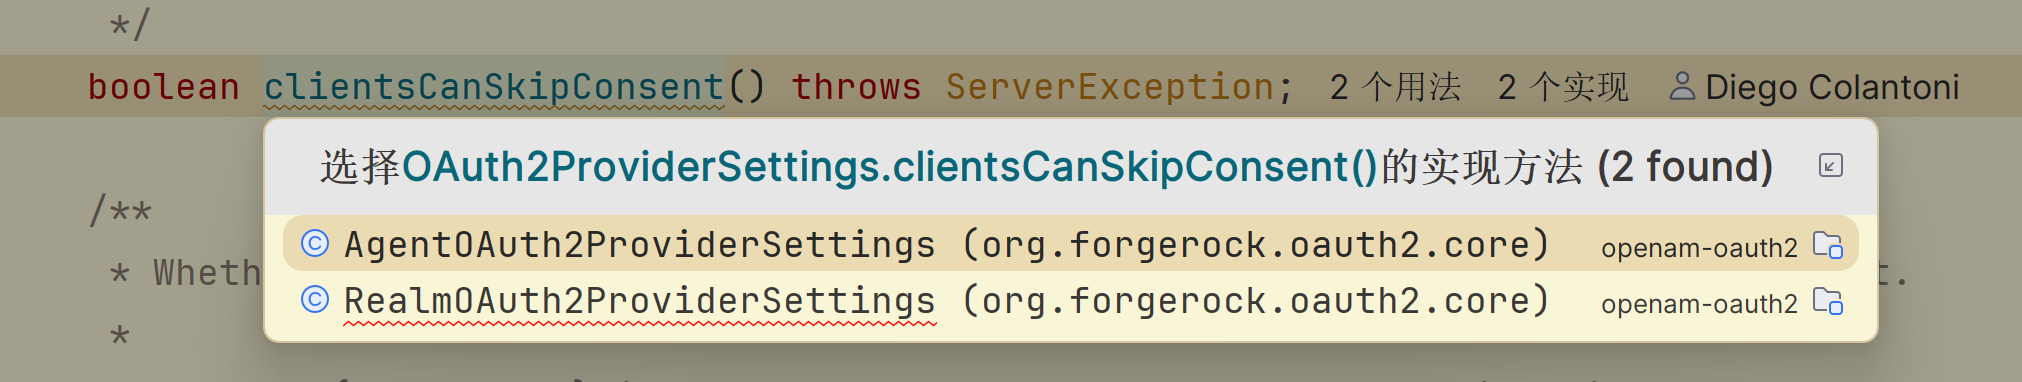 */
boolean clientsCanSkipConsent() throws ServerException; 2 个用法 2 个实现 Diego Colantoni
选择OAuth2ProviderSettings.clientsCanSkipConsent()的实现方法 (2 found)
/**
C AgentOAuth2ProviderSettings (org.forgerock.oauth2.core) openam-oauth2
* Wheth t.
C RealmOAuth2ProviderSettings (org.forgerock.oauth2.core) openam-oauth2
*